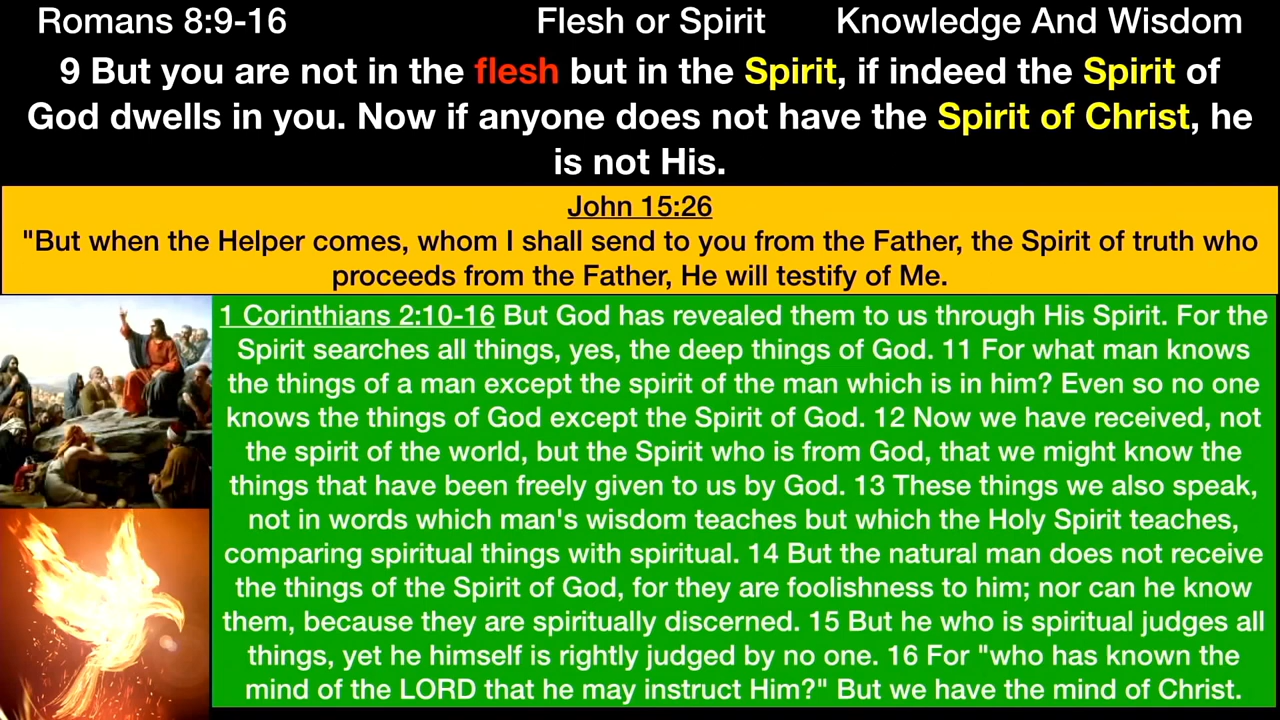 Romans 8:9-16 Flesh or Spirit Knowledge And Wisdom
9 But you are not in the flesh but in the Spirit, if indeed the Spirit of
God dwells in you. Now if anyone does not have the Spirit of Christ, he
is not His.
John 15:26
"But when the Helper comes, whom I shall send to you from the Father, the Spirit of truth who
proceeds from the Father, He will testify of Me.
1 Corinthians 2:10-16 But God has revealed them to us through His Spirit. For the
Spirit searches all things, yes, the deep things of God. 11 For what man knows
the things of a man except the spirit of the man which is in him? Even so no one
knows the things of God except the Spirit of God. 12 Now we have received, not
the spirit of the world, but the Spirit who is from God, that we might know the
things that have been freely given to us by God. 13 These things we also speak,
not in words which man's wisdom teaches but which the Holy Spirit teaches,
comparing spiritual things with spiritual. 14 But the natural man does not receive
the things of the Spirit of God, for they are foolishness to him; nor can he know
them, because they are spiritually discerned. 15 But he who is spiritual judges all
things, yet he himself is rightly judged by no one. 16 For "who has known the
mind of the LORD that he may instruct Him?" But we have the mind of Christ.